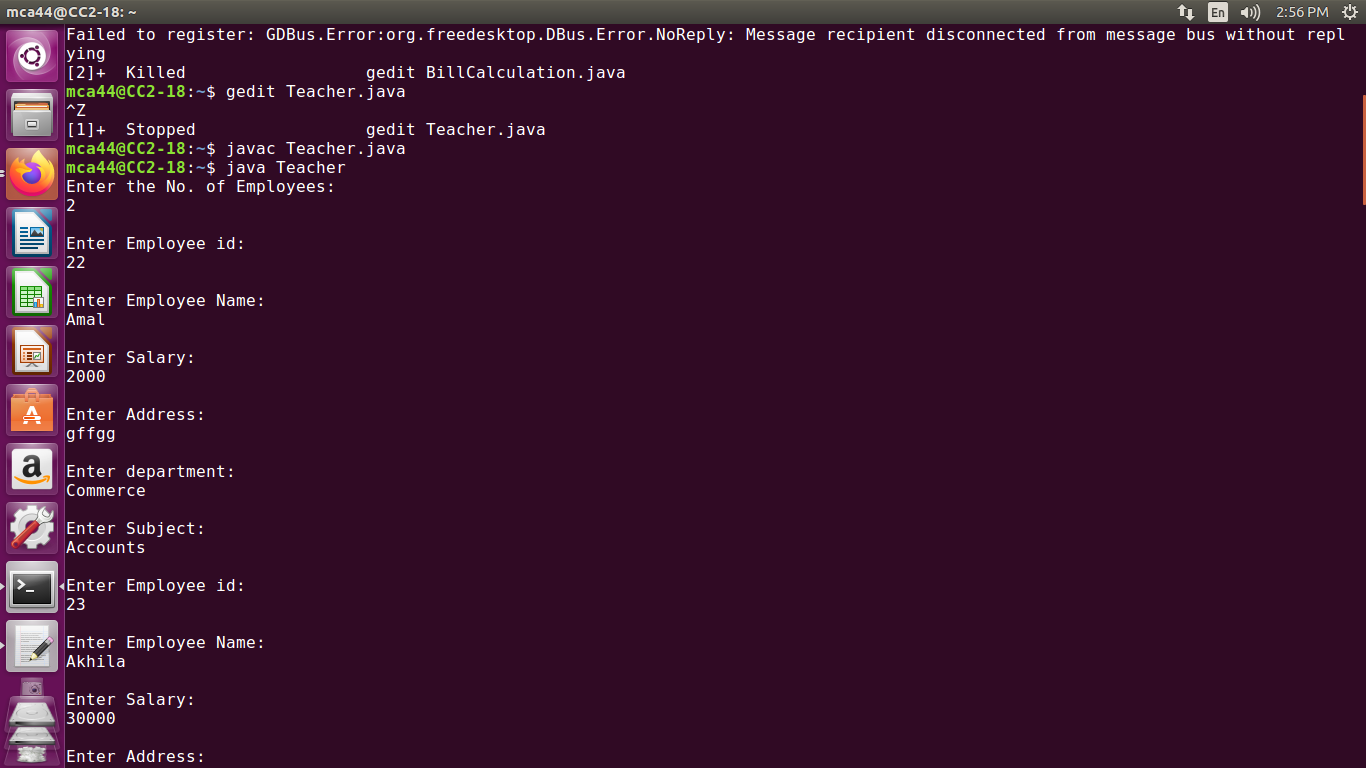 mca44@CC2-18: ~
En
2:56 PM
Failed to register: GDBus.Error:org.freedesktop.DBus.Error.NoReply: Message recipient disconnected from message bus without repl
ying
[2]+  Killed                  gedit BillCalculation.java
mca44@CC2-18:~$ gedit Teacher.java
^Z
[1]+  Stopped                 gedit Teacher.java
mca44@CC2-18:~$ javac Teacher.java
mca44@CC2-18:~$ java Teacher
Enter the No. of Employees:
2
Enter Employee id:
22
Enter Employee Name:
Amal
Enter Salary:
2000
Enter Address:
gffgg
Enter department:
Commerce
Enter Subject:
Accounts
Enter Employee id:
23
Enter Employee Name:
Akhila
Enter Salary:
30000
Enter Address: